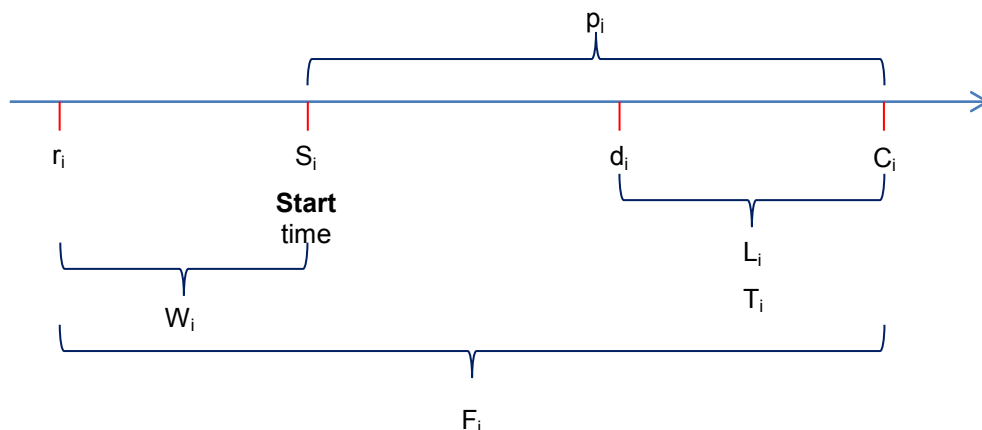 pᵢ
rᵢ Sᵢ dᵢ Cᵢ
Start
time
Lᵢ
Tᵢ
Wᵢ
Fᵢ